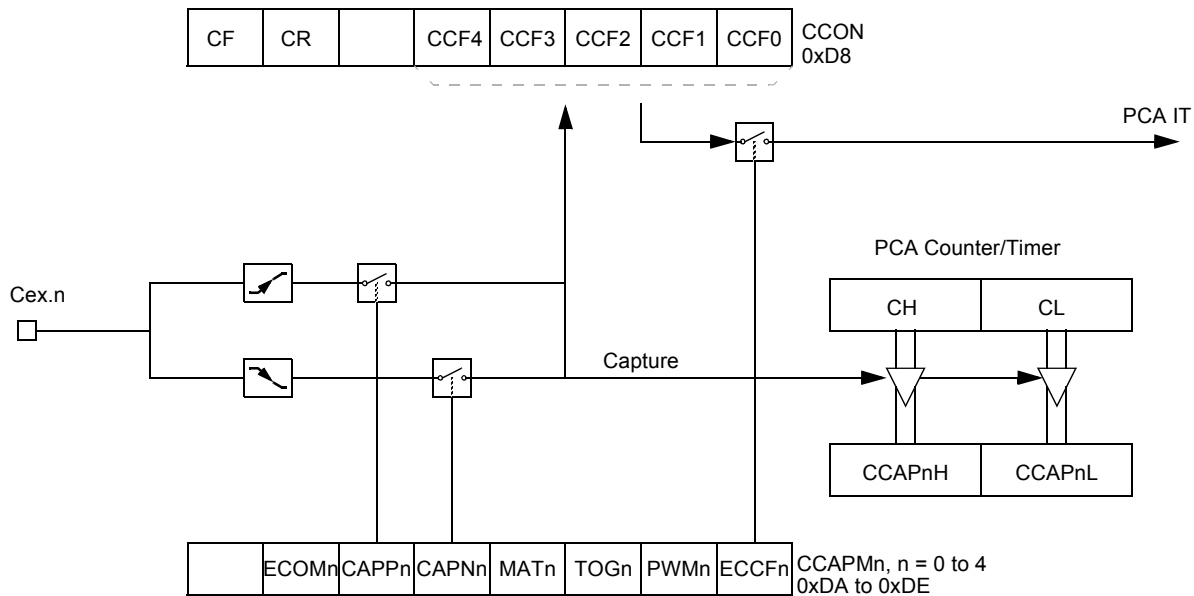 CF CR CCF4 CCF3 CCF2 CCF1 CCF0 CCON
0xD8
PCA IT
PCA Counter/Timer
Cex.n
CH CL
Capture
CCAPnH CCAPnL
ECOMn CAPPn CAPNn MATn TOGn PWMn ECCFn CCAPMn, n = 0 to 4
0xDA to 0xDE